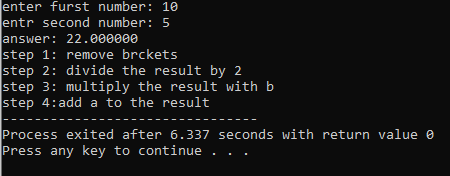 enter furst number: 10
entr second number: 5
answer: 22.000000
step 1: remove brckets
step 2: divide the result by 2
step 3: multiply the result with b
step 4:add a to the result
--------------------------------
Process exited after 6.337 seconds with return value 0
Press any key to continue . . .